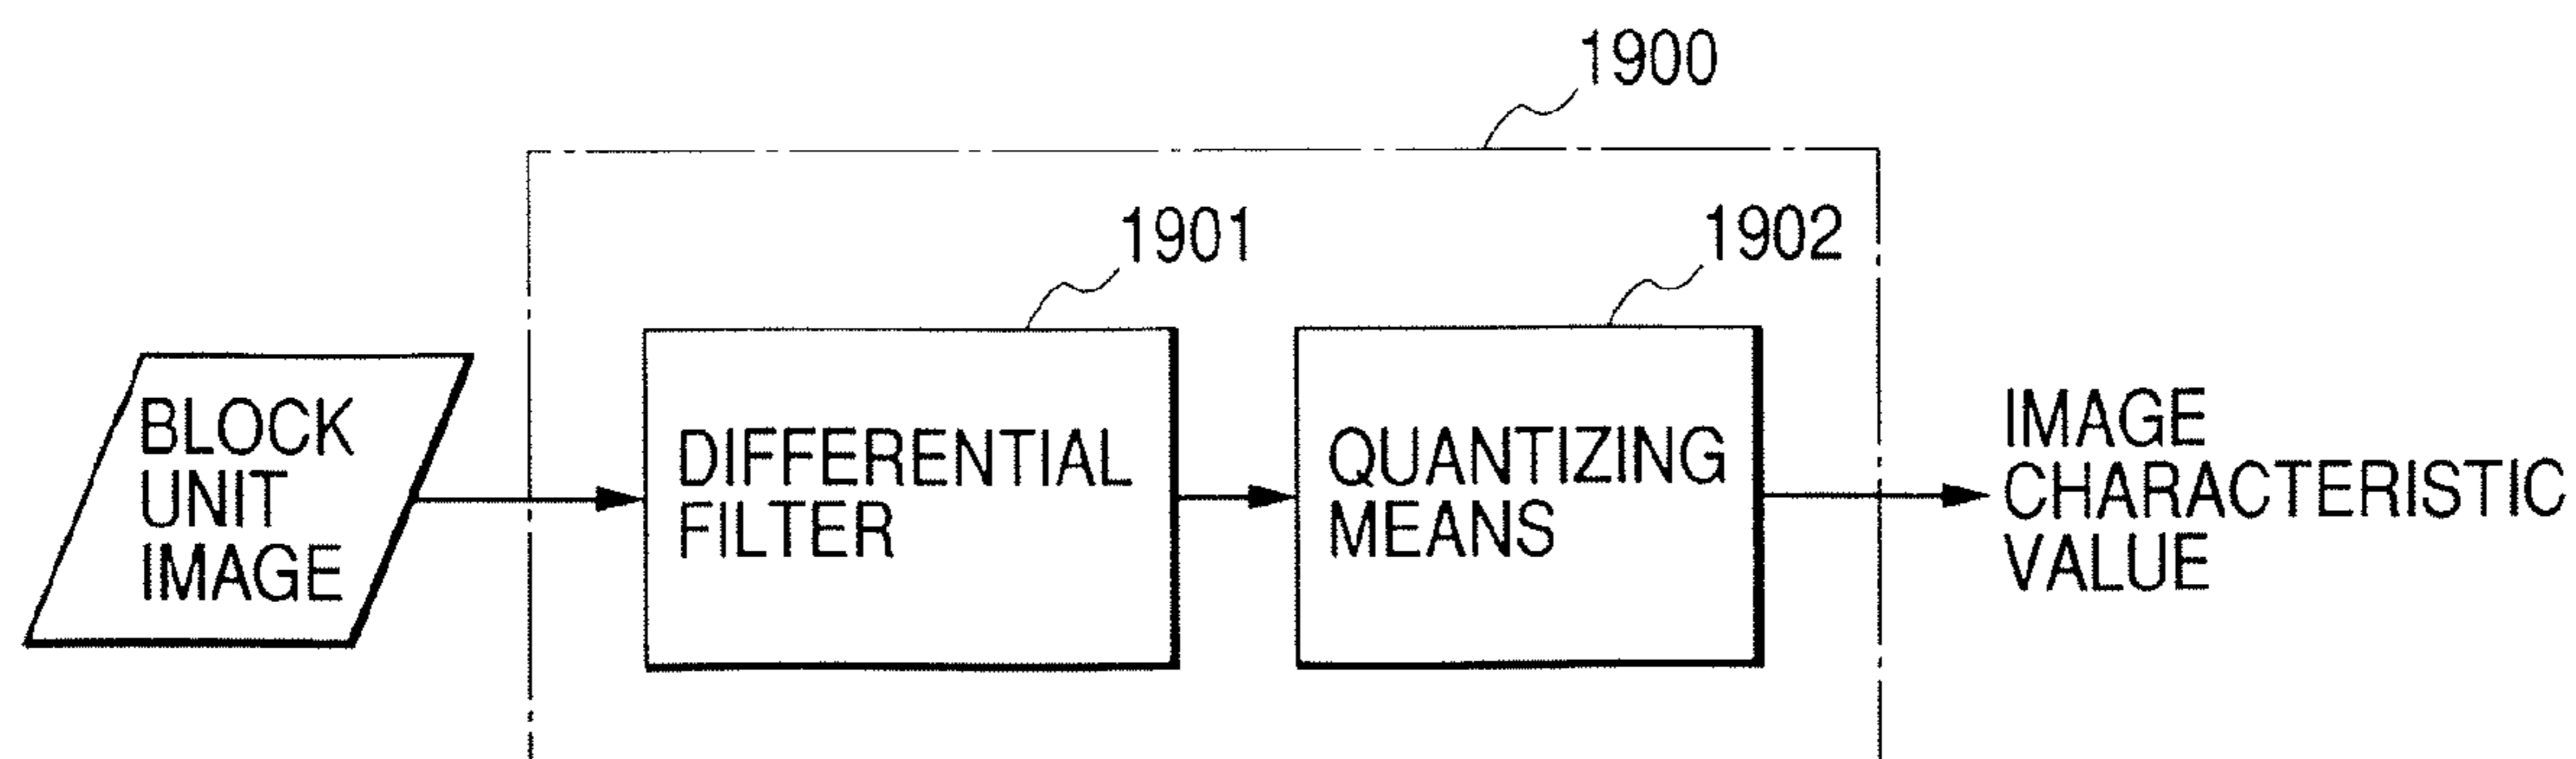 1900
1901
1902
BLOCK
UNIT
IMAGE
DIFFERENTIAL
FILTER
QUANTIZING
MEANS
IMAGE
CHARACTERISTIC
VALUE